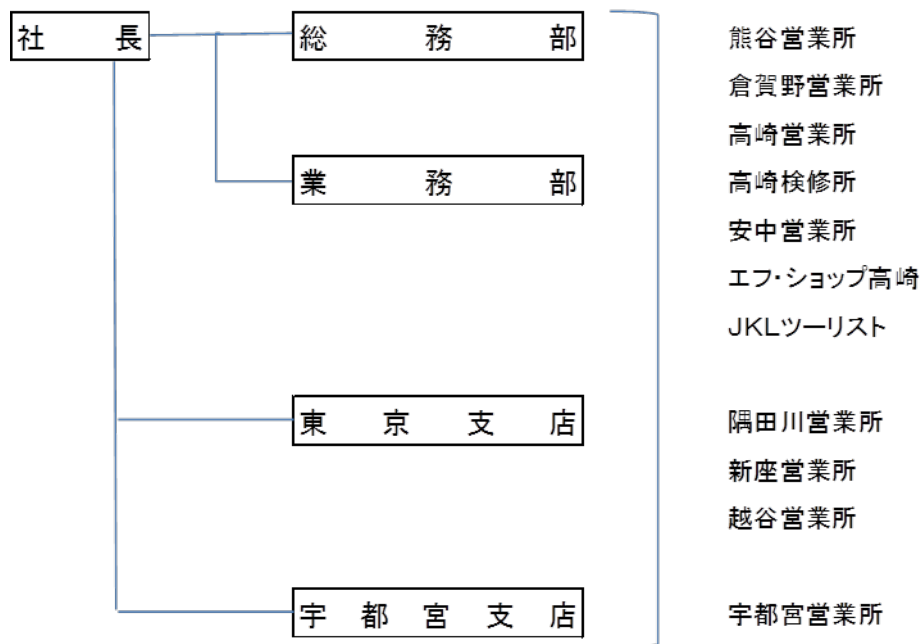 社長
総務部
熊谷営業所
倉賀野営業所
高崎営業所
業務部
高崎検修所
安中営業所
エフ・ショップ高崎
JKLツーリスト
東京支店
隅田川営業所
新座営業所
越谷営業所
宇都宮支店
宇都宮営業所